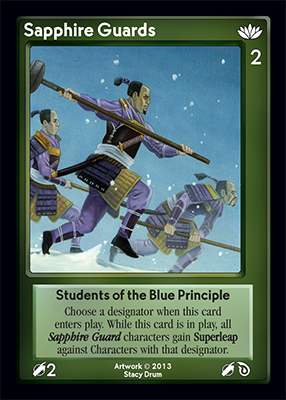 Sapphire Guards
2
Students of the Blue Principle
Choose a designator when this card
enters play. While this card is in play, all
Sapphire Guard characters gain Superleap
against Characters with that designator.
2
Artwork © 2013
Stacy Drum